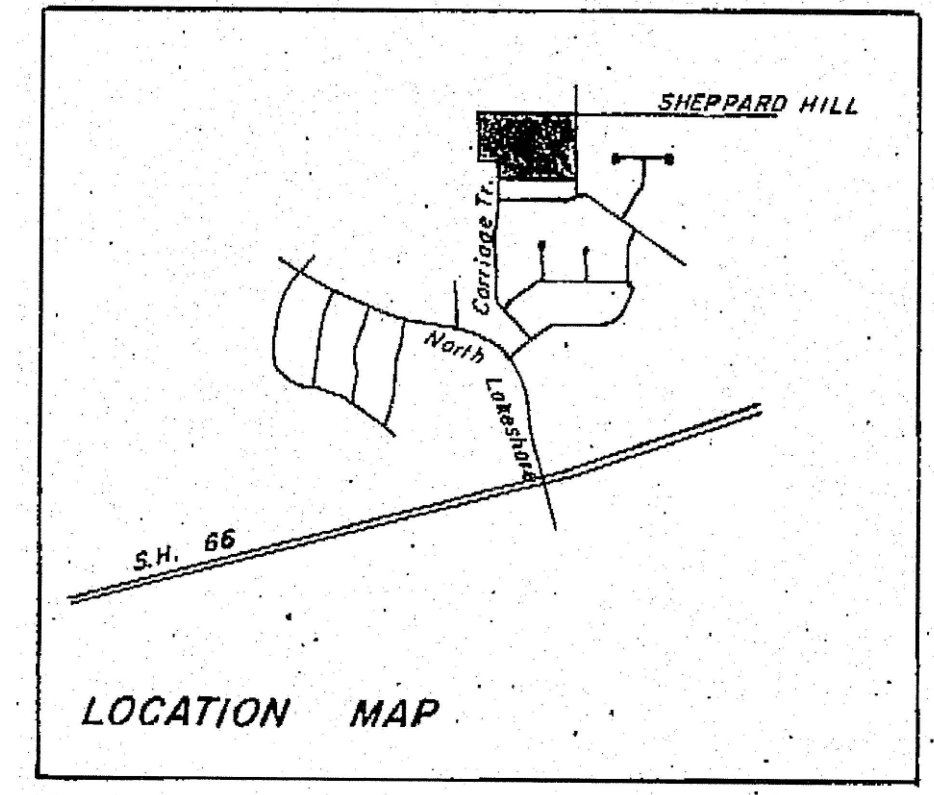 SHEPPARD HILL
Carriage Tr.
North
Lakeshore
S.H. 66
LOCATION MAP